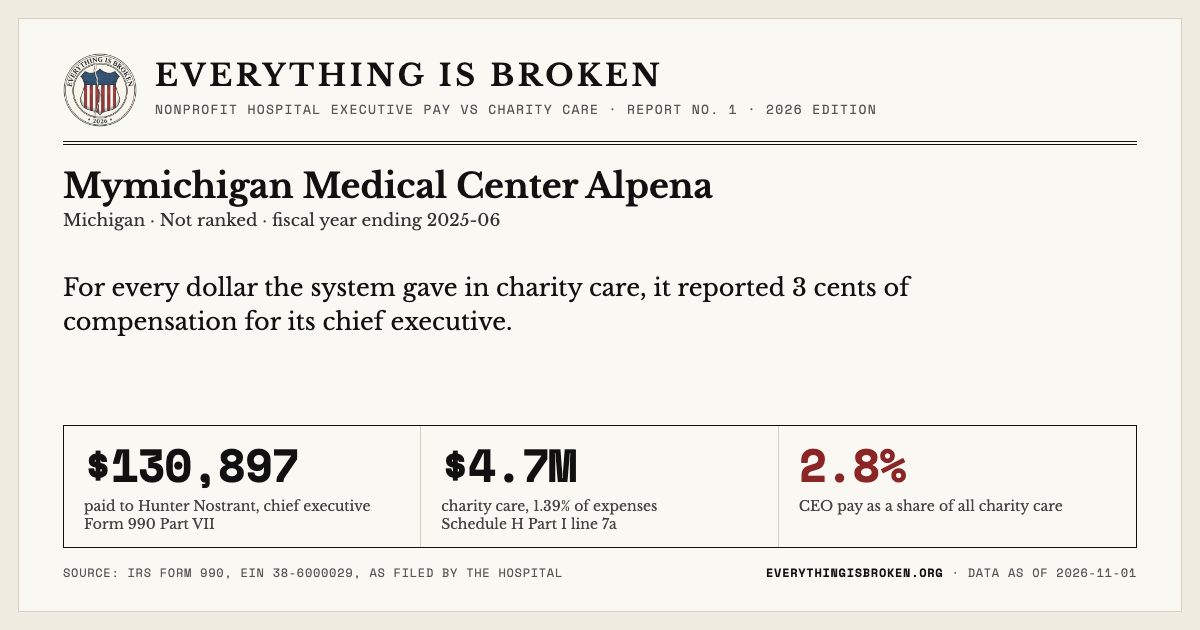 EVERYTHING IS BROKEN
2026
EVERYTHING IS BROKEN
NONPROFIT HOSPITAL EXECUTIVE PAY VS CHARITY CARE · REPORT NO. 1 · 2026 EDITION
Mymichigan Medical Center Alpena
Michigan · Not ranked · fiscal year ending 2025-06
For every dollar the system gave in charity care, it reported 3 cents of
compensation for its chief executive.
$130,897
paid to Hunter Nostrant, chief executive
Form 990 Part VII
$4.7M
charity care, 1.39% of expenses
Schedule H Part I line 7a
2.8%
CEO pay as a share of all charity care
SOURCE: IRS FORM 990, EIN 38-6000029, AS FILED BY THE HOSPITAL
EVERYTHINGISBROKEN.ORG · DATA AS OF 2026-11-01